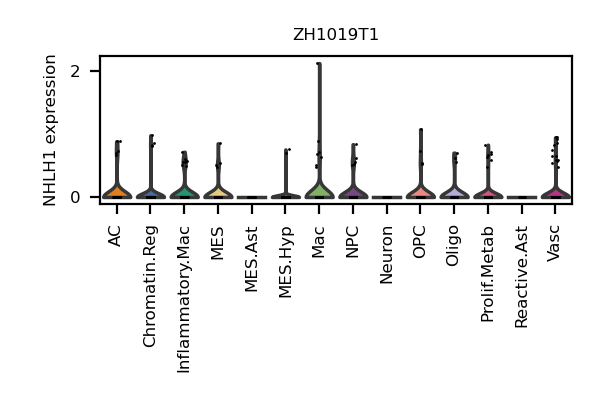 ZH1019T1
NHLH1 expression
2
0
AC
Chromatin.Reg
Inflammatory.Mac
MES
MES.Ast
MES.Hyp
Mac
NPC
Neuron
OPC
Oligo
Prolif.Metab
Reactive.Ast
Vasc